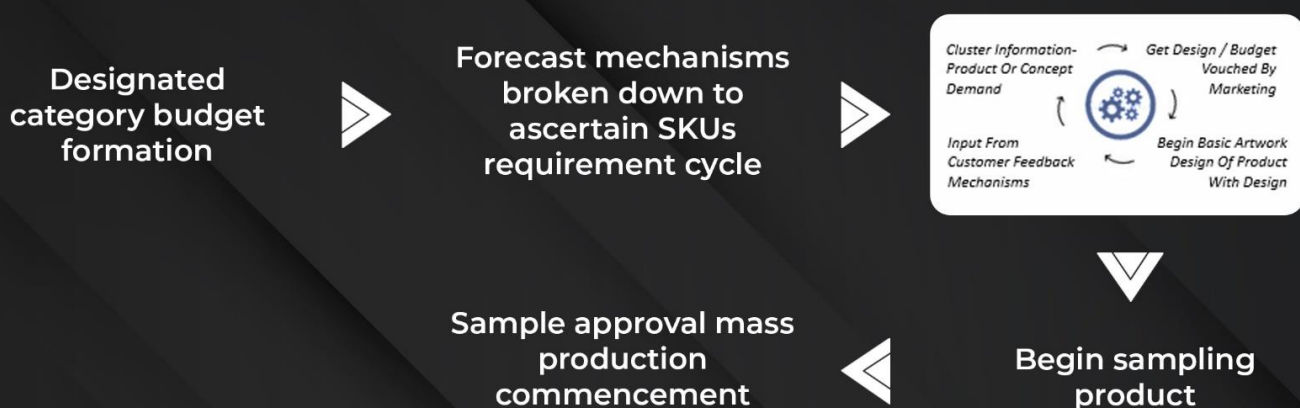 Designated
category budget
formation
Forecast mechanisms
broken down to
ascertain SKUs
requirement cycle
Cluster Information-
Product Or Concept
Demand
Get Design / Budget
Vouched By
Marketing
Begin Basic Artwork
Design Of Product
With Design
Input From
Customer Feedback
Mechanisms
Begin sampling
product
Sample approval mass
production
commencement